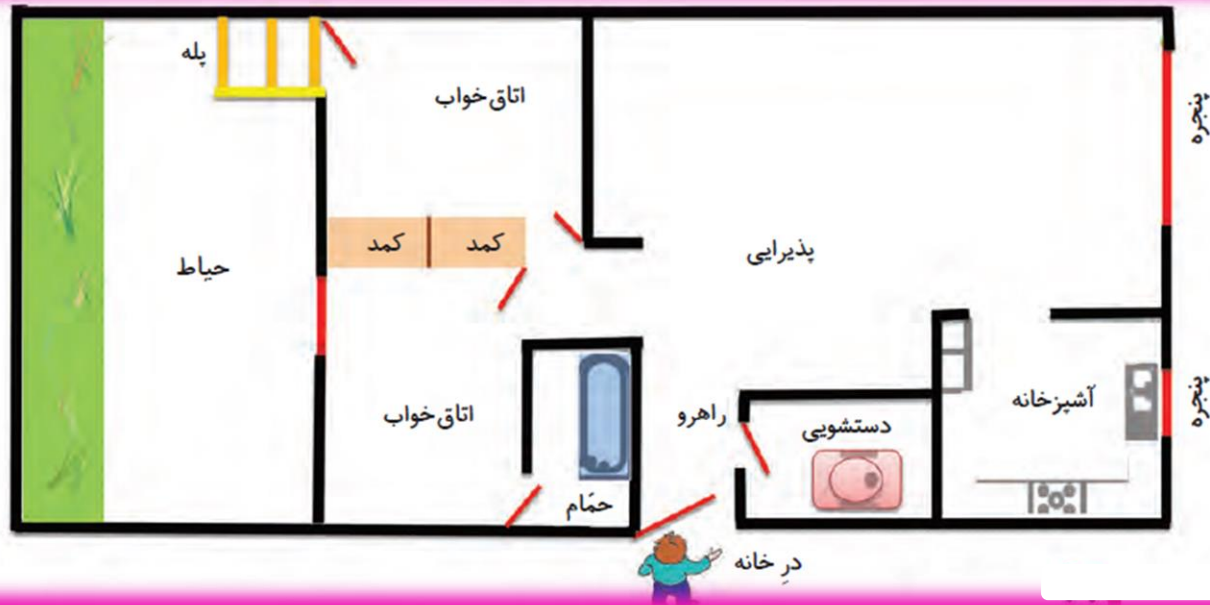 پله
اتاق خواب
پنجره
کمد
کمد
پذیرایی
حیاط
آشپزخانه
پنجره
راهرو
اتاق خواب
دستشویی
حمّام
درِ خانه